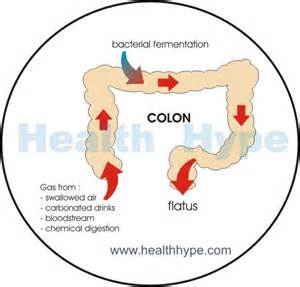 bacterial fermentation
COLON
Health Hype
Gas from :
- swallowed air
- carbonated drinks
- bloodstream
- chemical digestion
flatus
www.healthhype.com